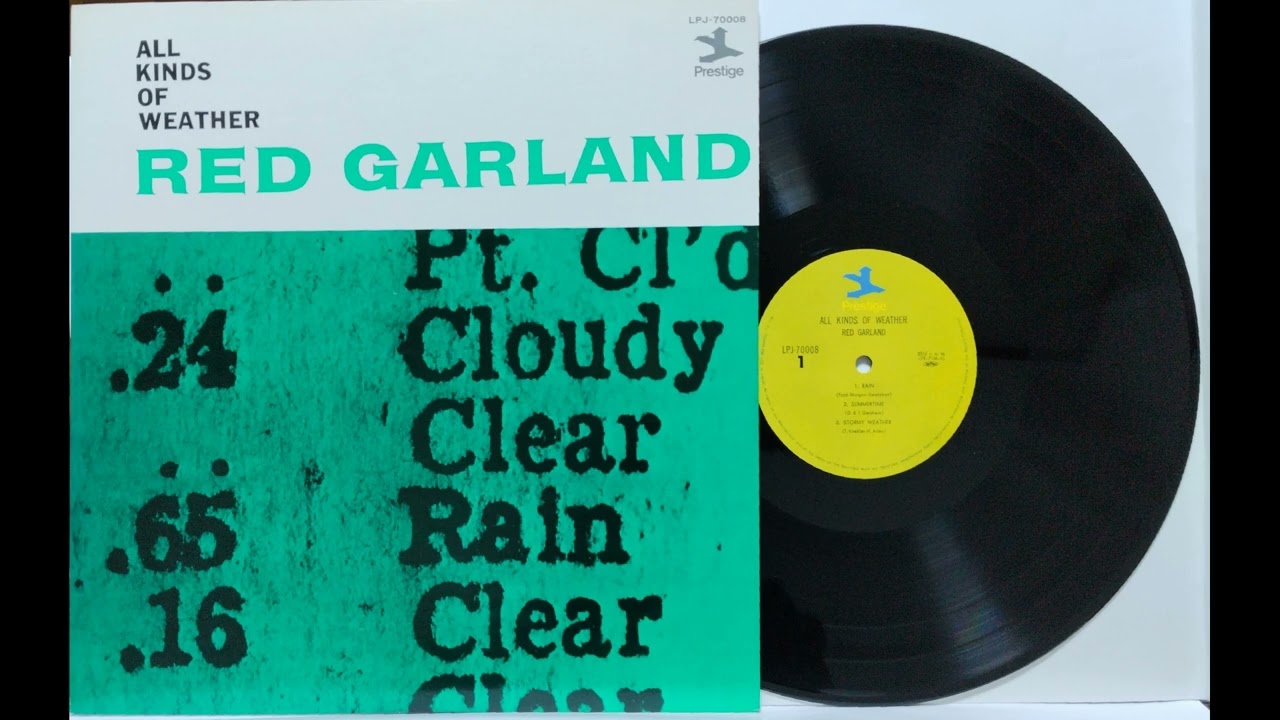 LPJ-70008
Prestige
ALL
KINDS
OF
WEATHER
RED GARLAND
Pt. Cl'd
.. 
.24 Cloudy
.. Clear
.65 Rain
.16 Clear
Clear
Prestige
ALL KINDS OF WEATHER
RED GARLAND
LPJ-70008
1
1. RAIN
2. SUMMERTIME
3. STORMY WEATHER